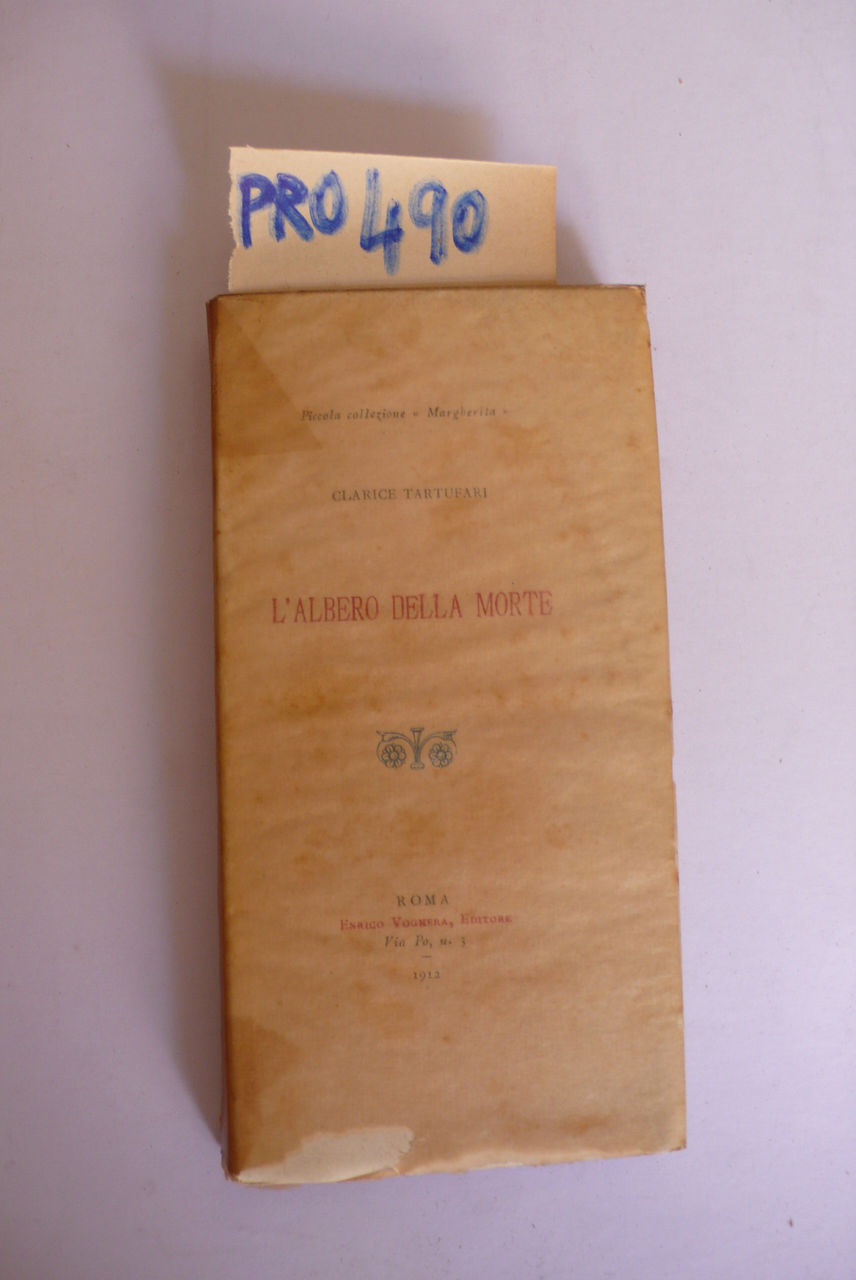 PRO 490
Piccola collezione « Margherita »
CLARICE TARTUFARI
L'ALBERO DELLA MORTE
ROMA
ENRICO VOGHERA, EDITORE
Via Po, n. 3
1912